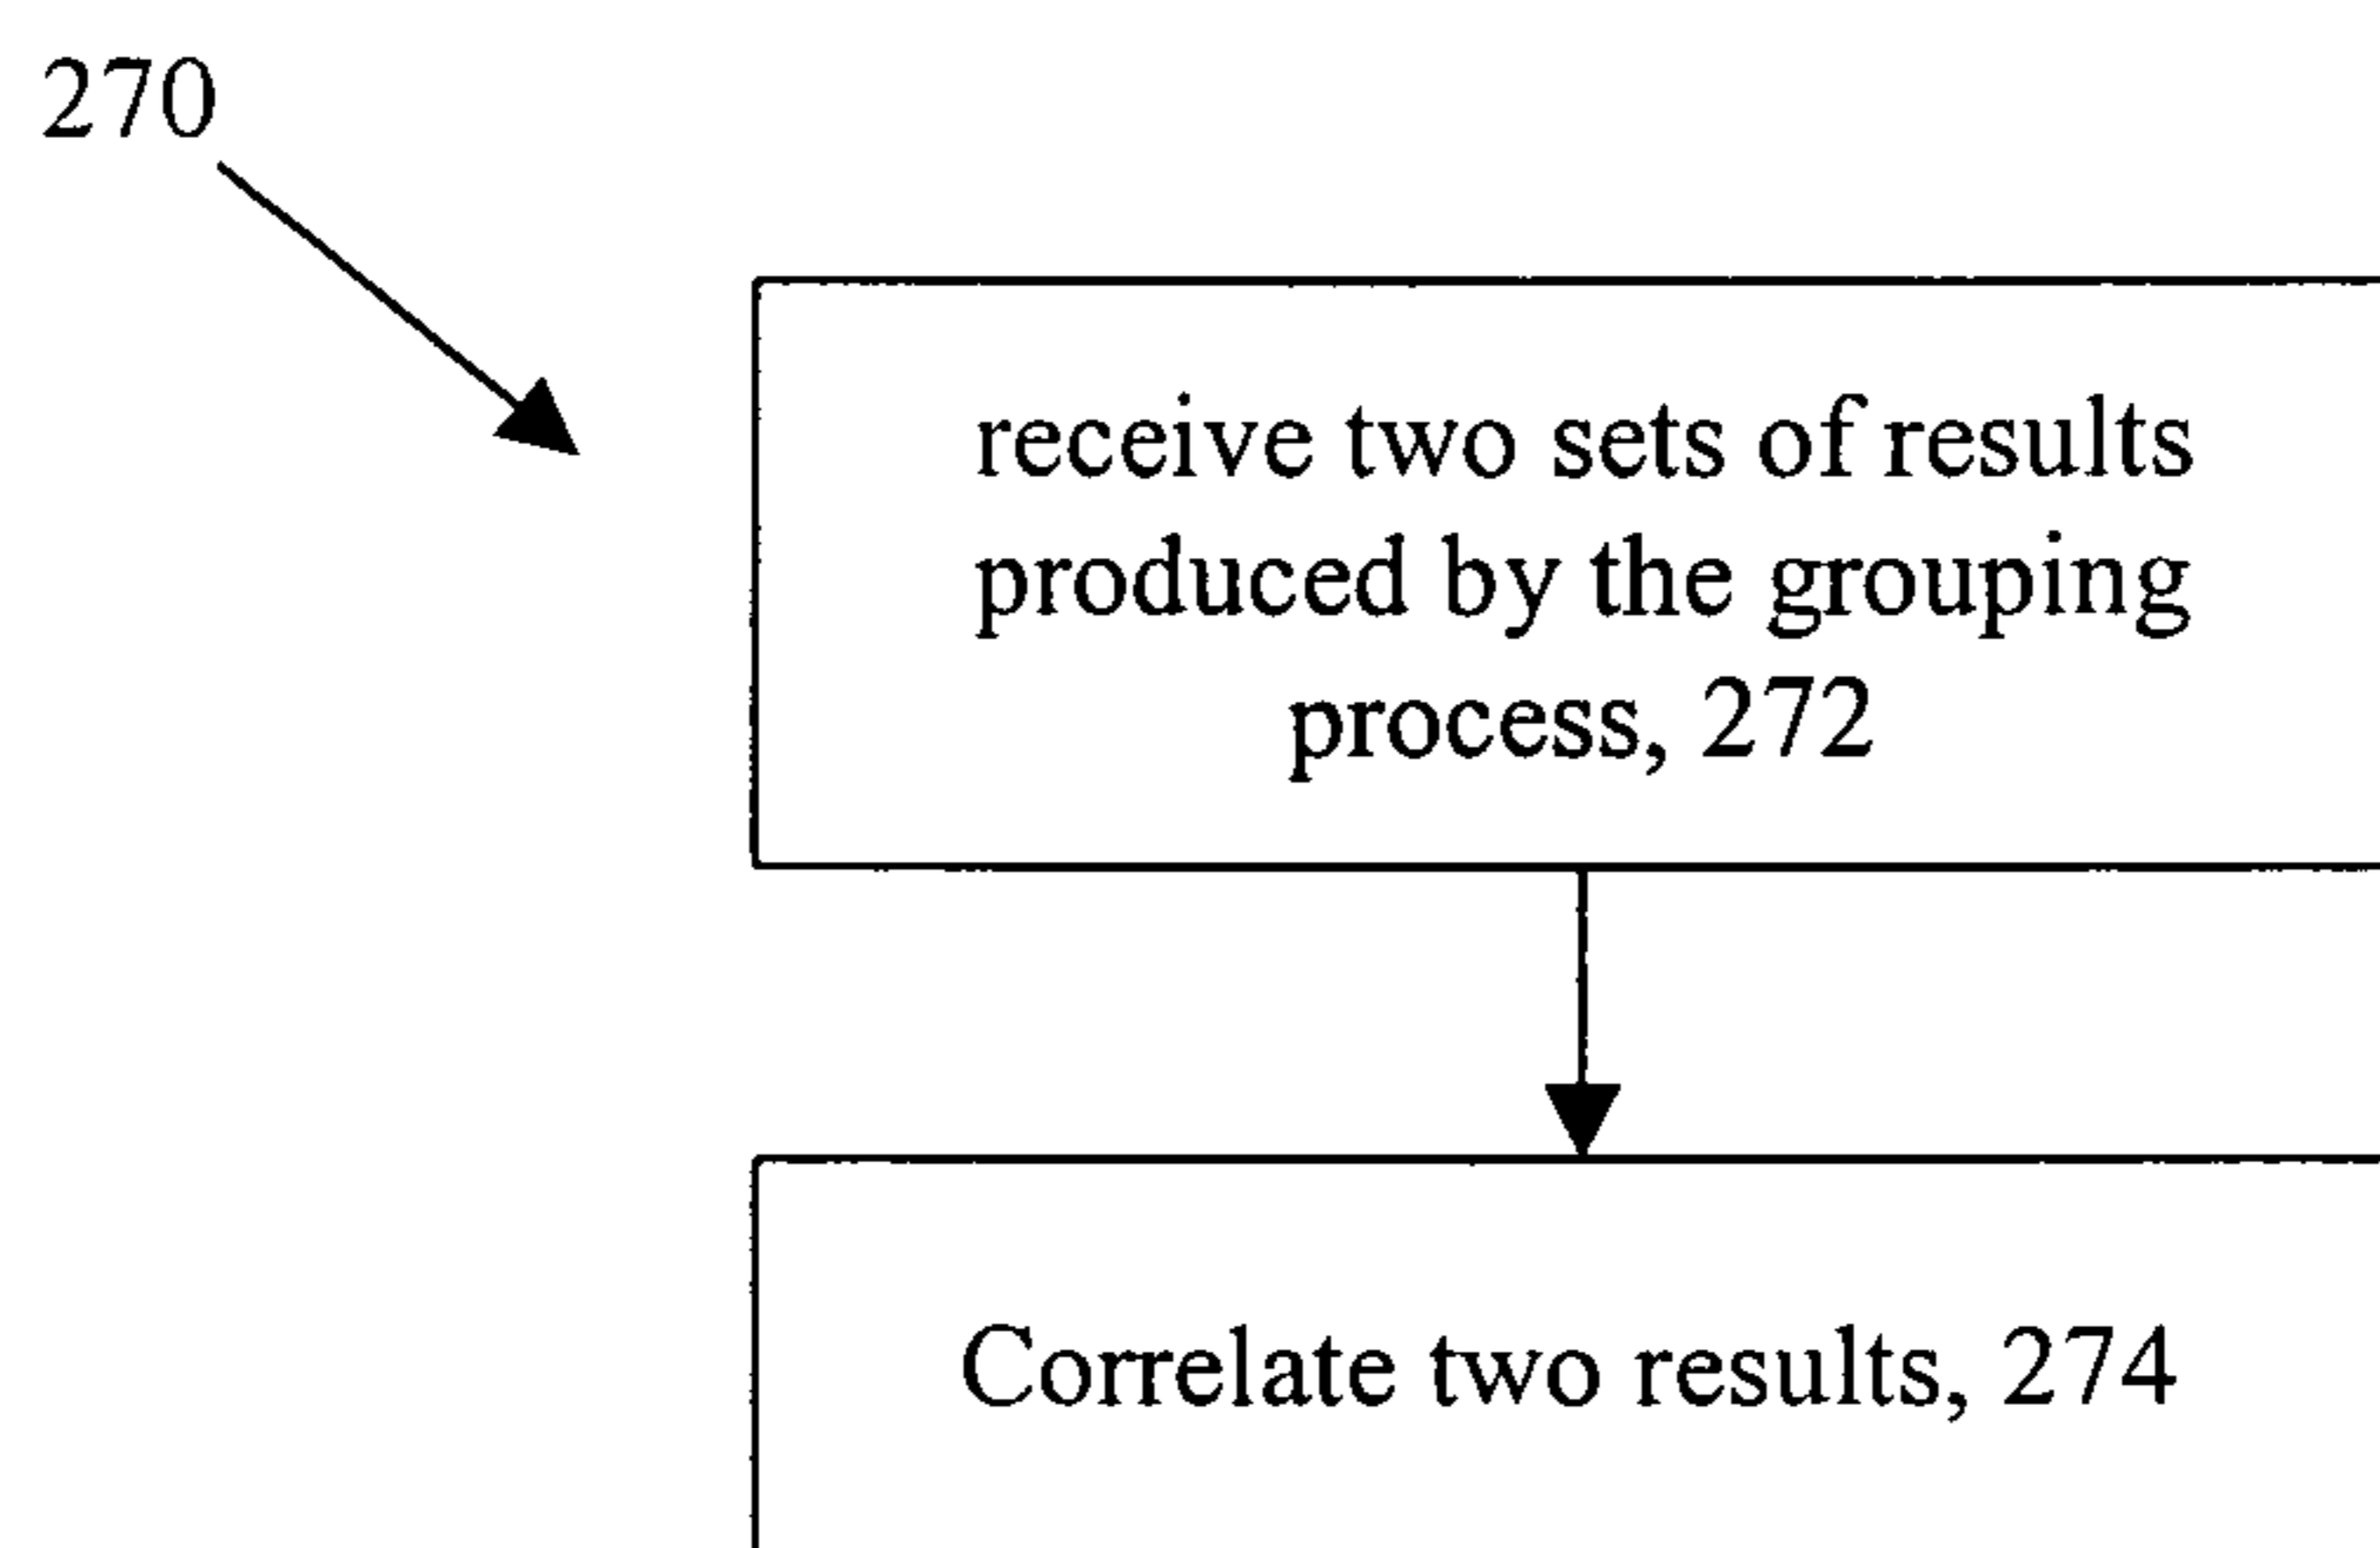 270
receive two sets of results
produced by the grouping
process, 272
Correlate two results, 274